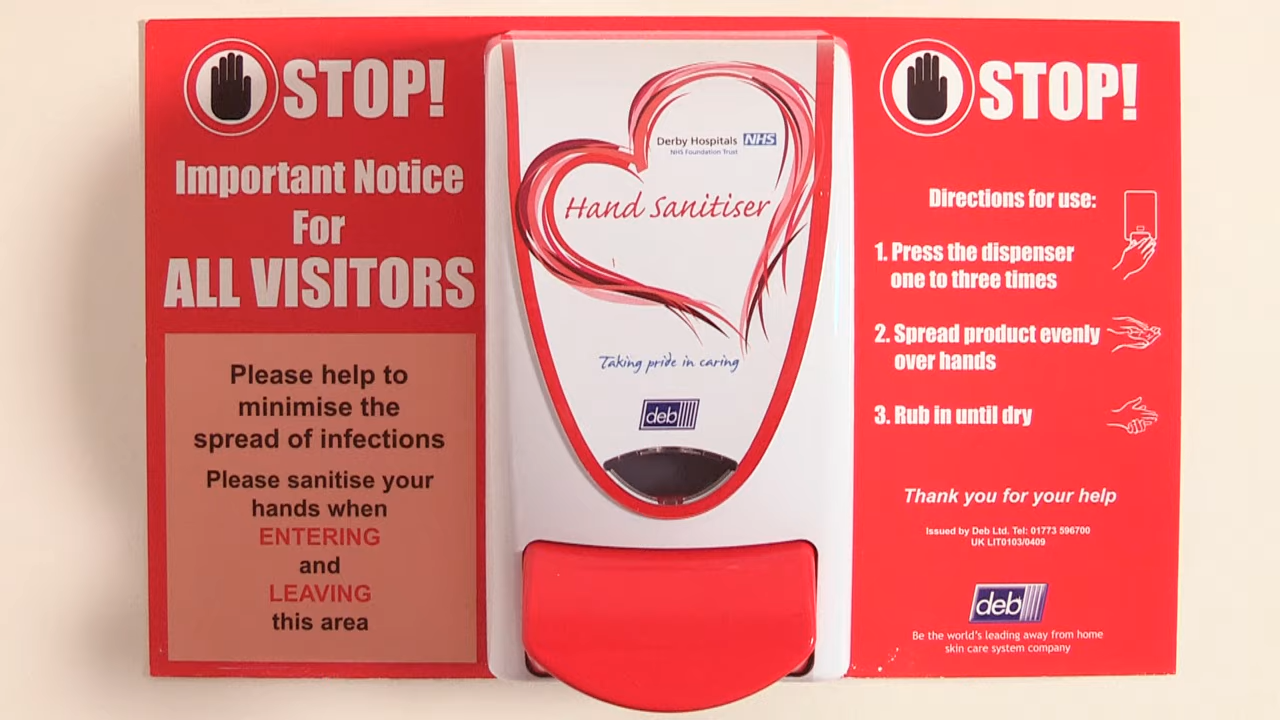 STOP!
Important Notice
For
ALL VISITORS
Please help to
minimise the
spread of infections
Please sanitise your
hands when
ENTERING
and
LEAVING
this area
Derby Hospitals NHS
NHS Foundation Trust
Hand Sanitiser
Taking pride in caring
deb
STOP!
Directions for use:
1. Press the dispenser
one to three times
2. Spread product evenly
over hands
3. Rub in until dry
Thank you for your help
Issued by Deb Ltd. Tel: 01773 596700
UK LIT0103/0409
deb
Be the world's leading away from home
skin care system company